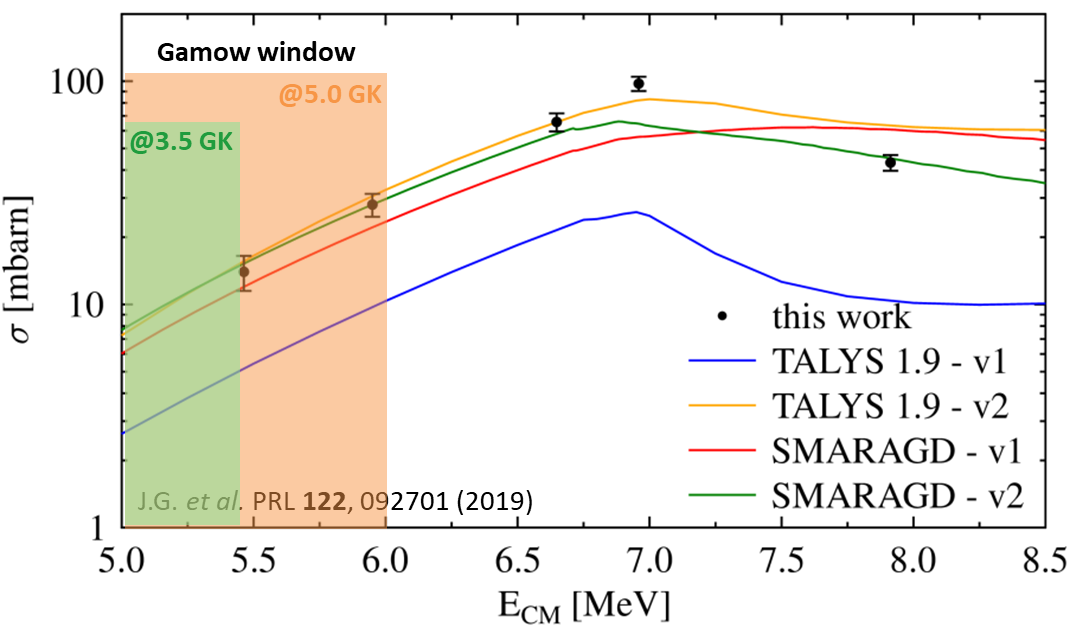 Gamow window
@5.0 GK
@3.5 GK
100
10
1
σ [mbarn]
this work
TALYS 1.9 - v1
TALYS 1.9 - v2
SMARAGD - v1
SMARAGD - v2
J.G. et al. PRL 122, 092701 (2019)
5.0 5.5 6.0 6.5 7.0 7.5 8.0 8.5
E_CM [MeV]